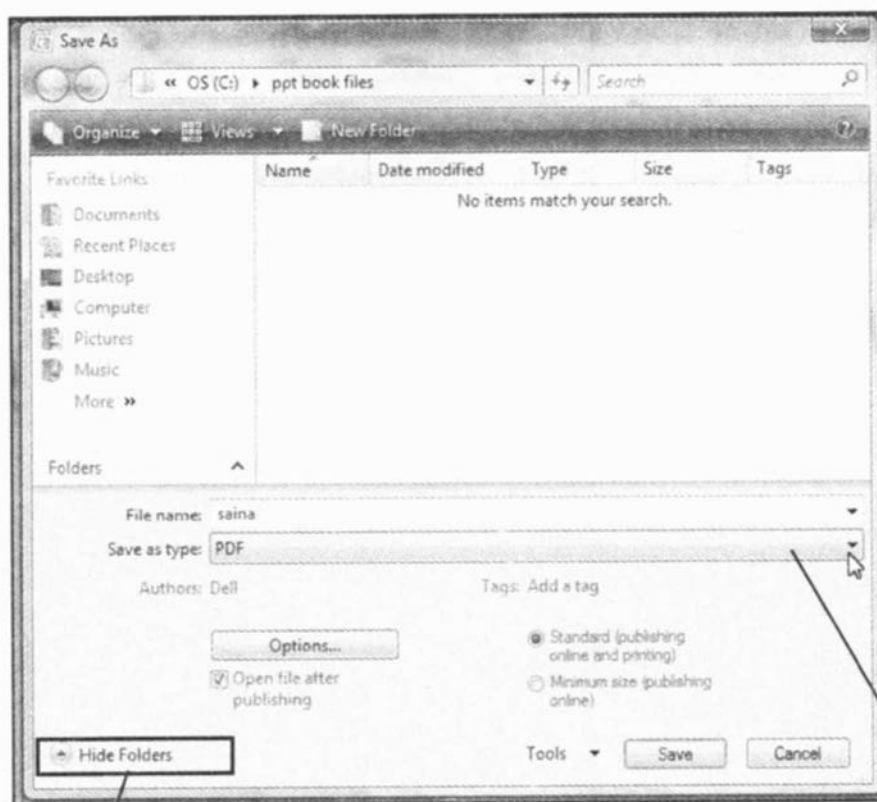 Save As
« OS (C:) ▸ ppt book files Search
Organize Views New Folder
Favorite Links
Name Date modified Type Size Tags
No items match your search.
Documents
Recent Places
Desktop
Computer
Pictures
Music
More »
Folders
File name: saina
Save as type: PDF
Authors: Dell Tags: Add a tag
Options...
Open file after
publishing
Standard (publishing
online and printing)
Minimum size (publishing
online)
Hide Folders Tools Save Cancel